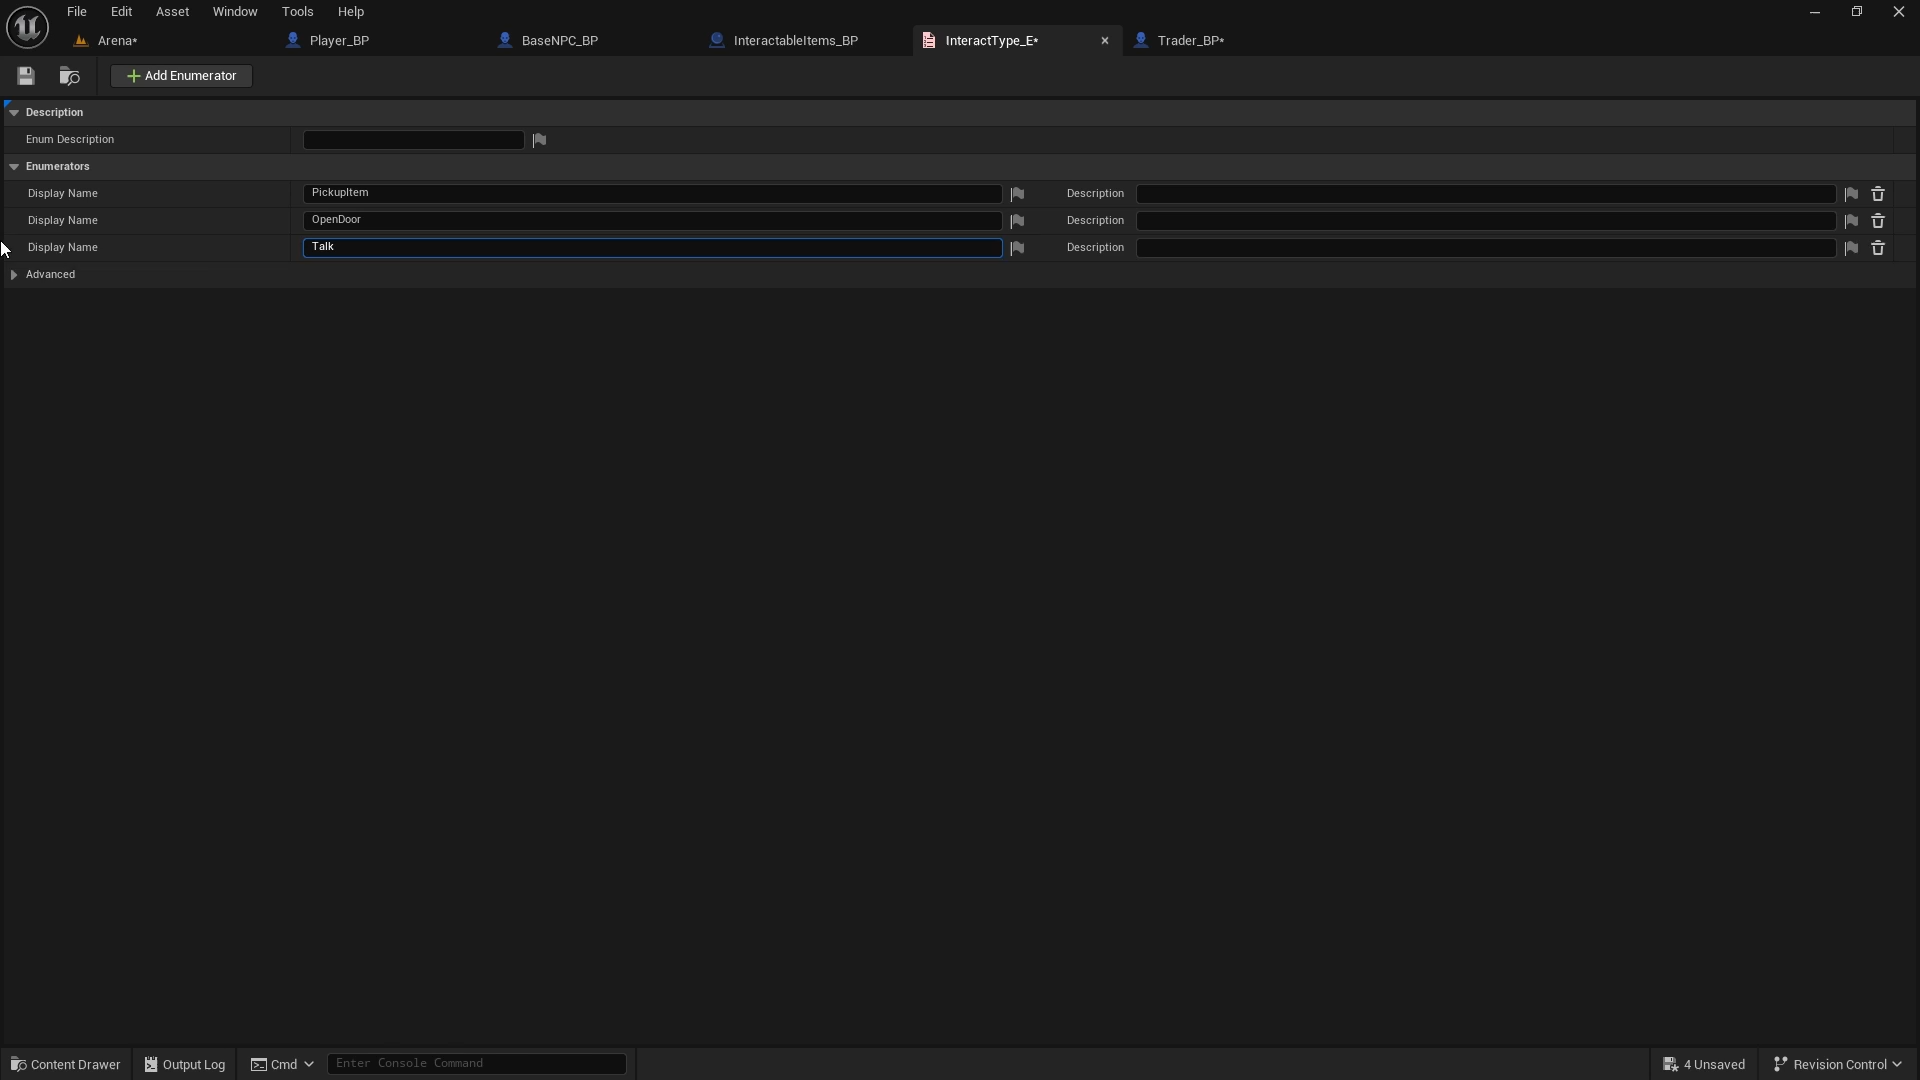 File Edit Asset Window Tools Help
Arena* Player_BP BaseNPC_BP InteractableItems_BP InteractType_E* Trader_BP*
Add Enumerator
Description
Enum Description
Enumerators
Display Name PickupItem Description
Display Name OpenDoor Description
Display Name Talk Description
Advanced
Content Drawer Output Log Cmd Enter Console Command 4 Unsaved Revision Control